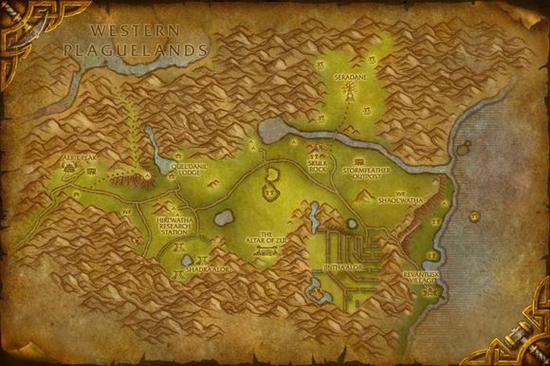 WESTERN
PLAGUELANDS
SERADANE
AERIE PEAK
QUEL'DANIL
LODGE
SKULK
ROCK
STORMFEATHER
OUTPOST
SHAOL'WATHA
HIRI'WATHA
RESEARCH
STATION
THE
ALTAR OF ZUL
SHADRA'ALOR
JINTHA'ALOR
REVANTUSK
VILLAGE